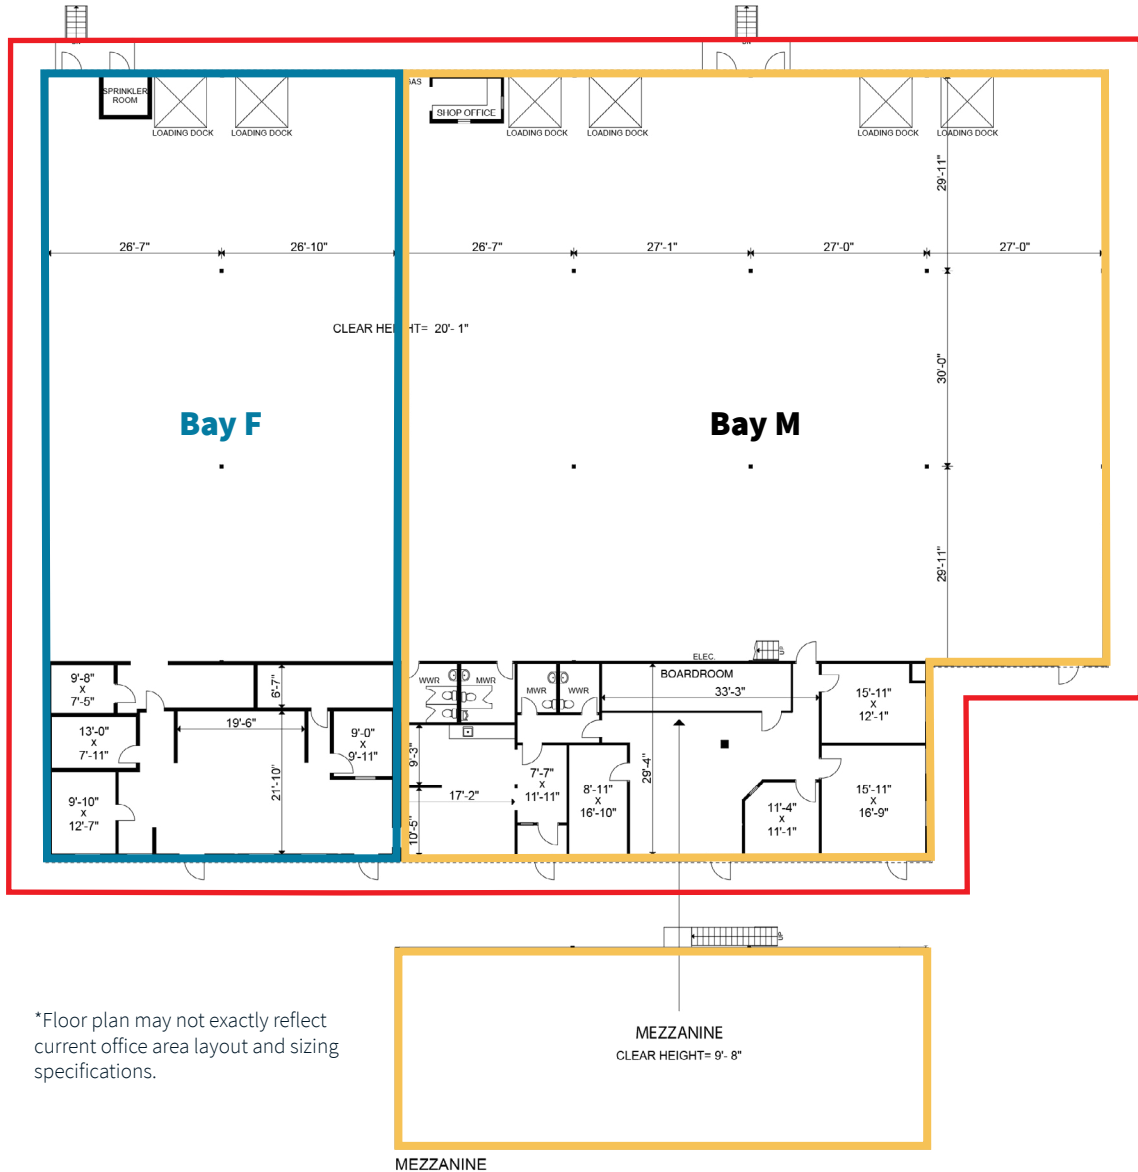 DN
DN
SPRINKLER
ROOM
LOADING DOCK
LOADING DOCK
GAS
SHOP OFFICE
LOADING DOCK
LOADING DOCK
LOADING DOCK
LOADING DOCK
29'-11"
26'-7"
26'-10"
26'-7"
27'-1"
27'-0"
27'-0"
CLEAR HEIGHT= 20'- 1"
30'-0"
Bay F
Bay M
29'-11"
ELEC.
UP
9'-8"
x
7'-5"
6'-7"
WWR
MWR
MWR
WWR
BOARDROOM
33'-3"
15'-11"
x
12'-1"
13'-0"
x
7'-11"
19'-6"
9'-0"
x
9'-11"
21'-10"
9'-3"
29'-4"
7'-7"
x
11'-11"
8'-11"
x
16'-10"
17'-2"
9'-10"
x
12'-7"
10'-5"
11'-4"
x
11'-1"
15'-11"
x
16'-9"
UP
*Floor plan may not exactly reflect
current office area layout and sizing
specifications.
MEZZANINE
CLEAR HEIGHT= 9'- 8"
MEZZANINE